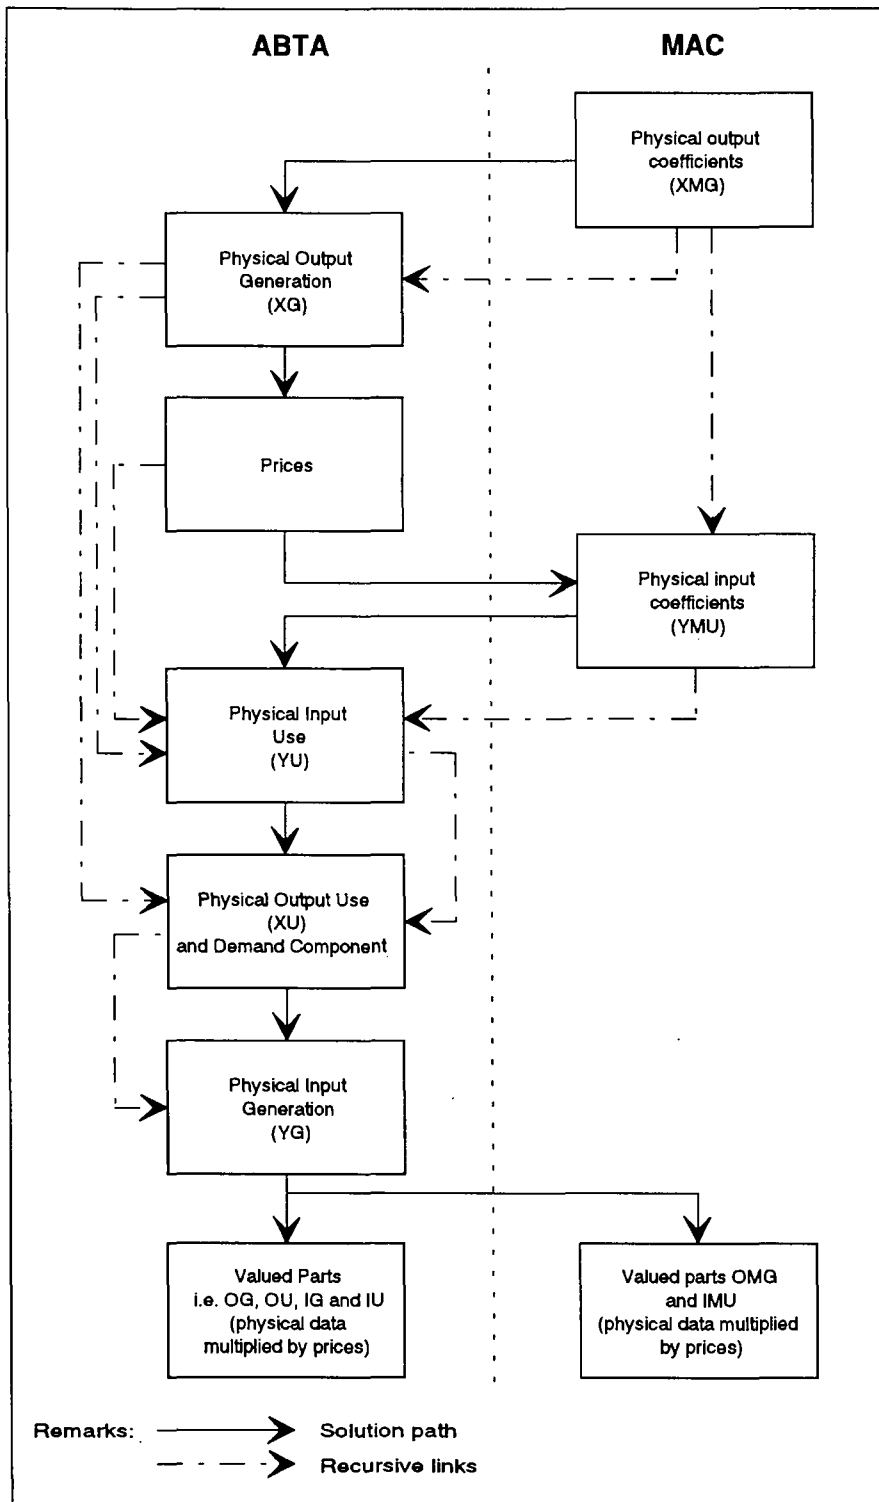 ABTA
MAC
Physical output
coefficients
(XMG)
Physical Output
Generation
(XG)
Prices
Physical input
coefficients
(YMU)
Physical Input
Use
(YU)
Physical Output Use
(XU)
and Demand Component
Physical Input
Generation
(YG)
Valued Parts
i.e. OG, OU, IG and IU
(physical data
multiplied by prices)
Valued parts OMG
and IMU
(physical data multiplied
by prices)
Remarks:
Solution path
Recursive links